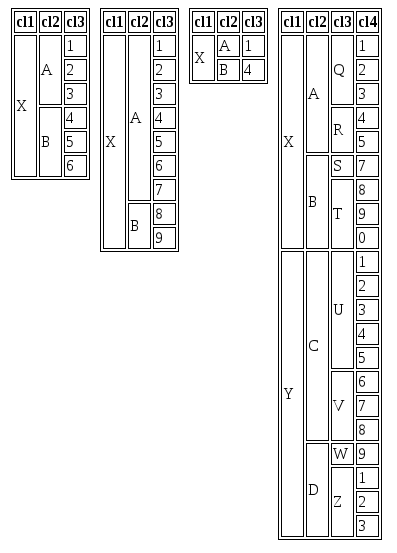 cl1 cl2 cl3
X A 1
2
3
B 4
5
6
cl1 cl2 cl3
X A 1
2
3
4
5
6
7
B 8
9
cl1 cl2 cl3
X A 1
B 4
cl1 cl2 cl3 cl4
X A Q 1
2
3
R 4
5
B S 7
T 8
9
0
Y C U 1
2
3
4
5
V 6
7
8
D W 9
Z 1
2
3